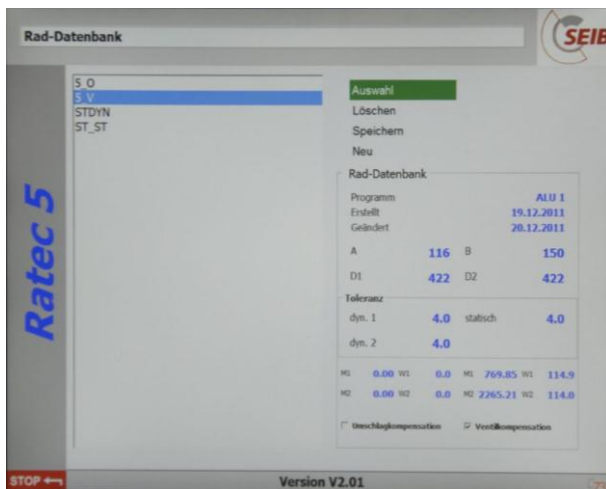 Rad-Datenbank
SEIB
5_O
5_V
STDYN
ST_ST
Auswahl
Löschen
Speichern
Neu
Rad-Datenbank
Programm ALU 1
Erstellt 19.12.2011
Geändert 20.12.2011
A 116 B 150
D1 422 D2 422
Toleranz
dyn. 1 4.0 statisch 4.0
dyn. 2 4.0
M1 0.00 W1 0.0 M1 769.85 W1 114.9
M2 0.00 W2 0.0 M2 2265.21 W2 114.0
Umschlagkompensation Ventilkompensation
Ratec 5
STOP
Version V2.01